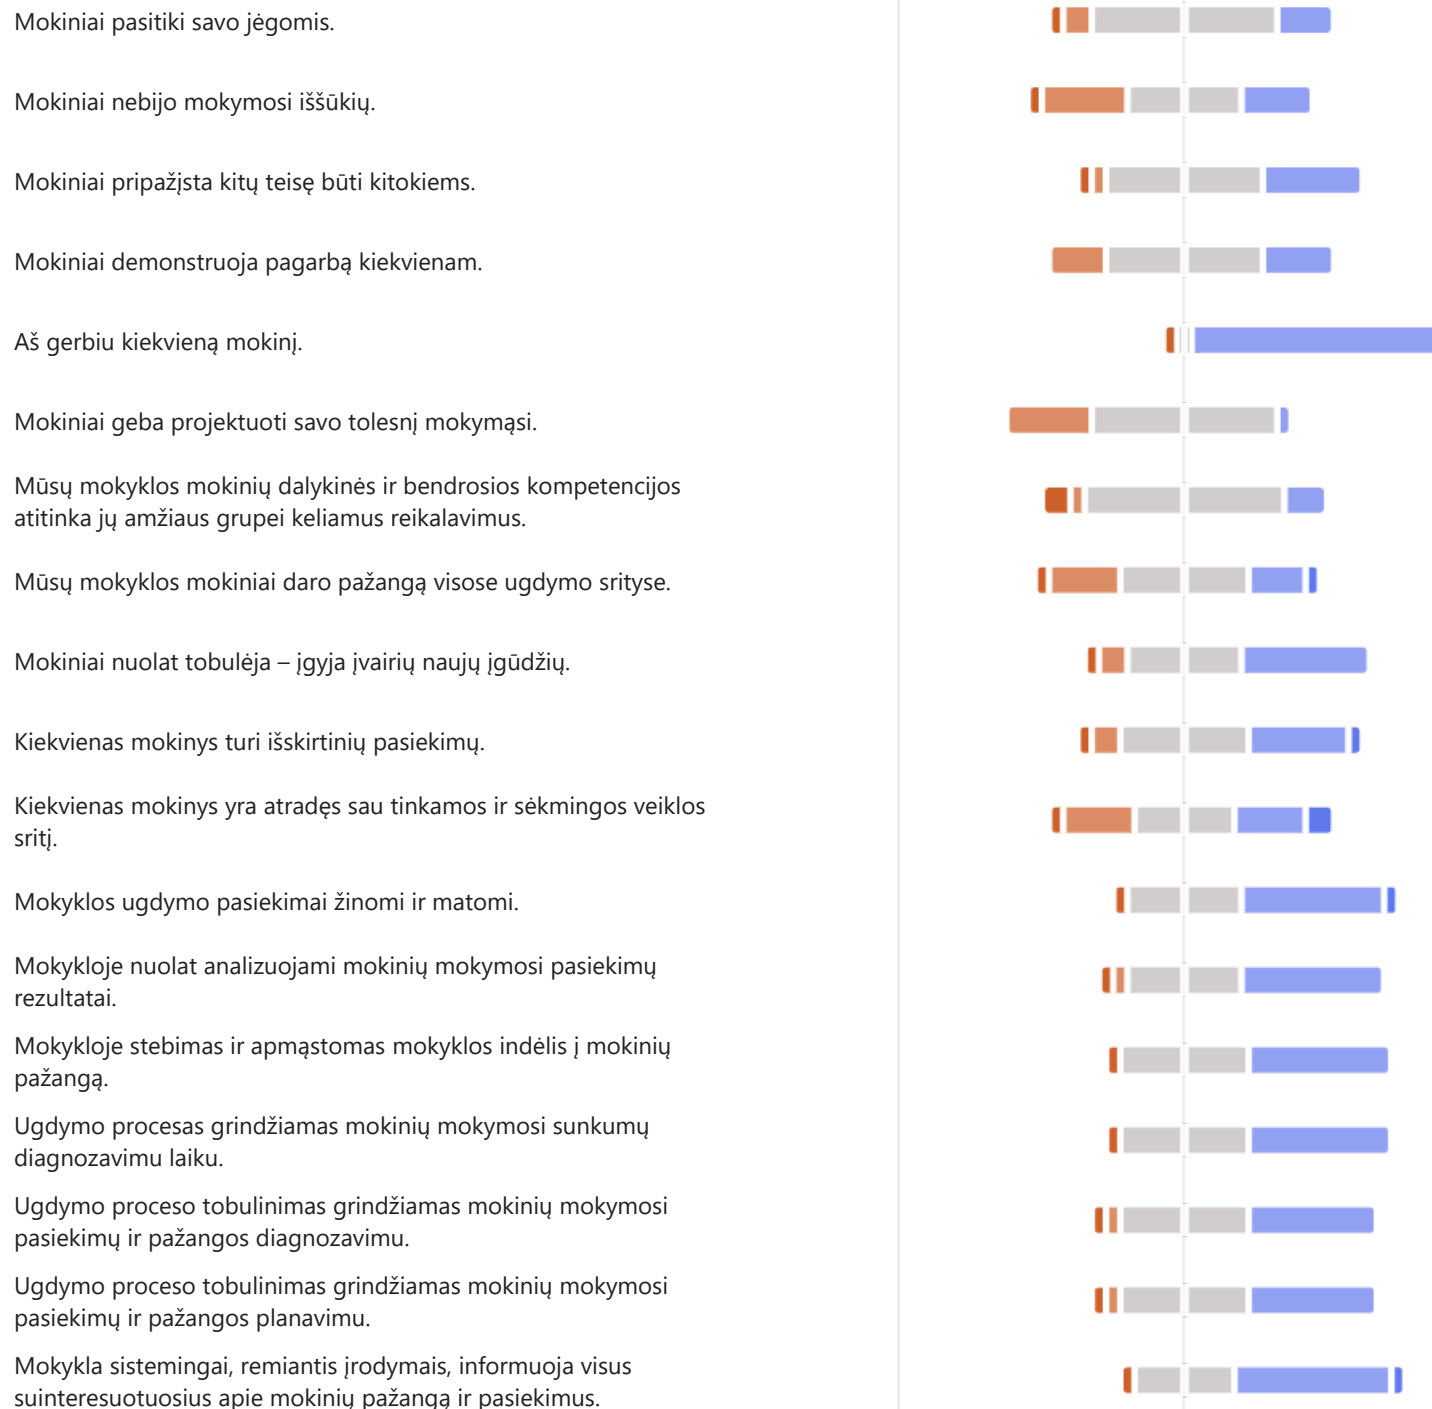 Mokiniai pasitiki savo jėgomis.
Mokiniai nebijo mokymosi iššūkių.
Mokiniai pripažįsta kitų teisę būti kitokiems.
Mokiniai demonstruoja pagarbą kiekvienam.
Aš gerbiu kiekvieną mokinį.
Mokiniai geba projektuoti savo tolesnį mokymąsi.
Mūsų mokyklos mokinių dalykinės ir bendrosios kompetencijos
atitinka jų amžiaus grupei keliamus reikalavimus.
Mūsų mokyklos mokiniai daro pažangą visose ugdymo srityse.
Mokiniai nuolat tobulėja – įgyja įvairių naujų įgūdžių.
Kiekvienas mokinys turi išskirtinių pasiekimų.
Kiekvienas mokinys yra atradęs sau tinkamos ir sėkmingos veiklos
sritį.
Mokyklos ugdymo pasiekimai žinomi ir matomi.
Mokykloje nuolat analizuojami mokinių mokymosi pasiekimų
rezultatai.
Mokykloje stebimas ir apmąstomas mokyklos indėlis į mokinių
pažangą.
Ugdymo procesas grindžiamas mokinių mokymosi sunkumų
diagnozavimu laiku.
Ugdymo proceso tobulinimas grindžiamas mokinių mokymosi
pasiekimų ir pažangos diagnozavimu.
Ugdymo proceso tobulinimas grindžiamas mokinių mokymosi
pasiekimų ir pažangos planavimu.
Mokykla sistemingai, remiantis įrodymais, informuoja visus
suinteresuotuosius apie mokinių pažangą ir pasiekimus.